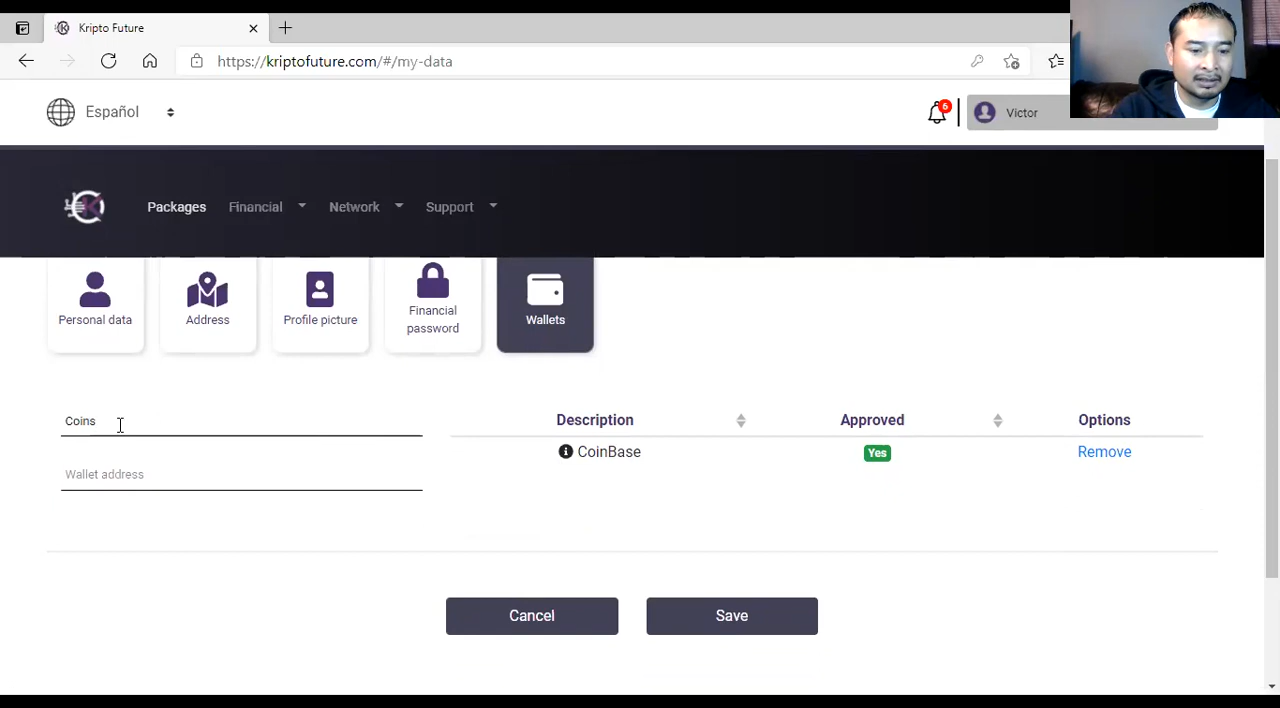 Kripto Future
https://kriptofuture.com/#/my-data
Español
6
Victor
Packages
Financial
Network
Support
Personal data
Address
Profile picture
Financial
password
Wallets
Coins
Wallet address
Description
Approved
Options
CoinBase
Yes
Remove
Cancel
Save